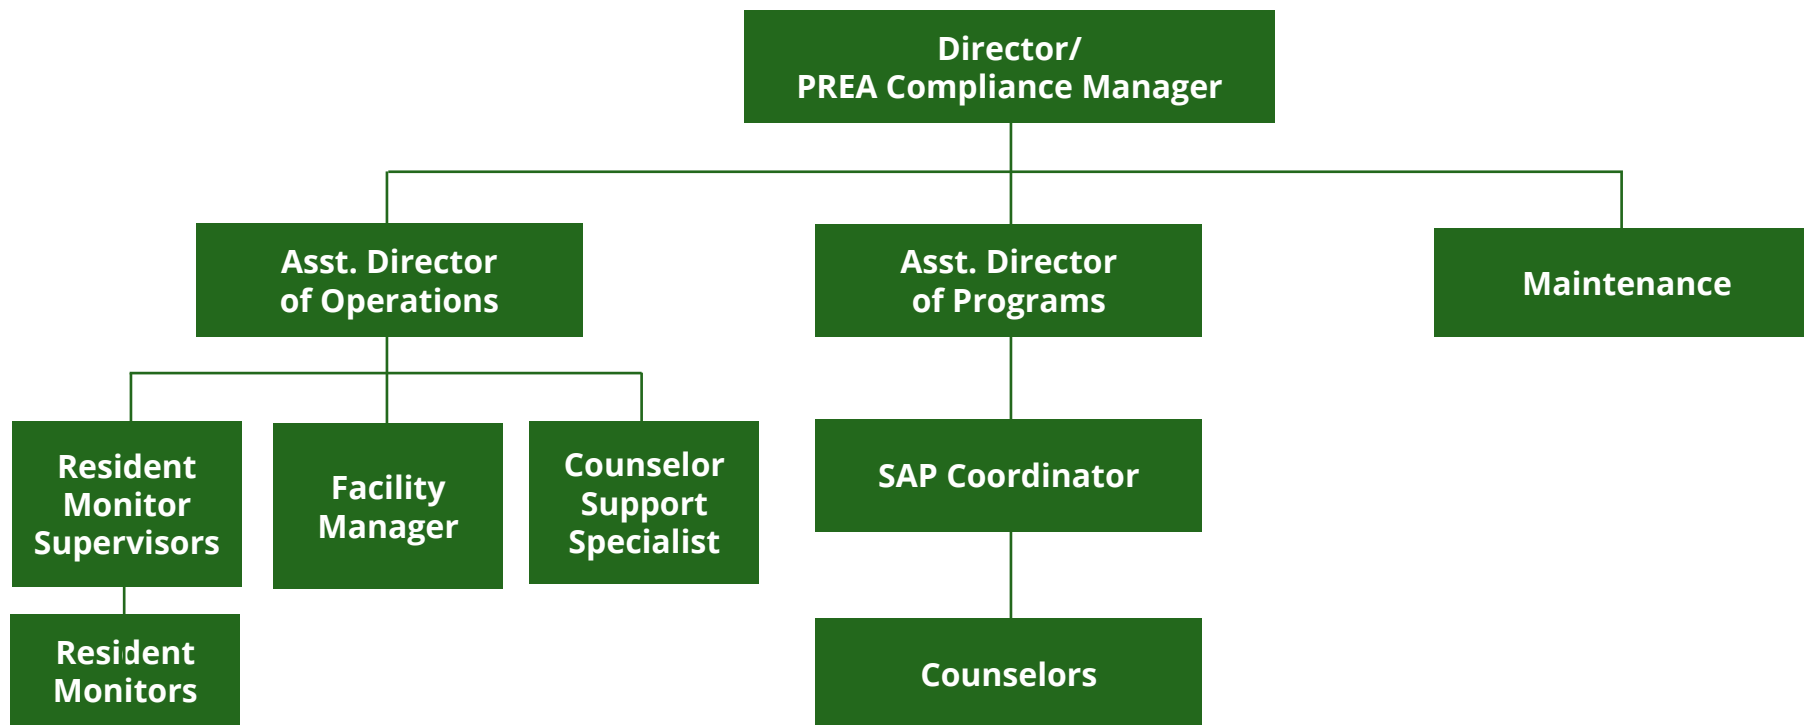 Director/
PREA Compliance Manager
Asst. Director
of Operations
Asst. Director
of Programs
Maintenance
Resident
Monitor
Supervisors
Facility
Manager
Counselor
Support
Specialist
SAP Coordinator
Resident
Monitors
Counselors